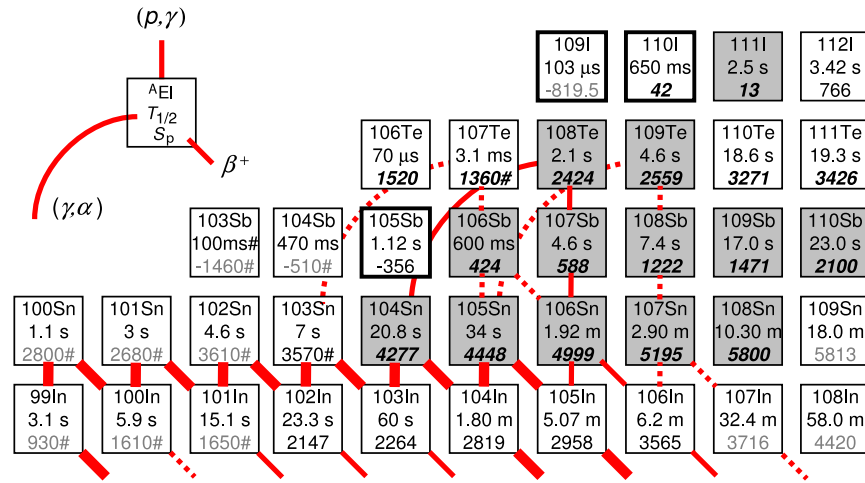 (p,γ)
AEl
T1/2
Sp
β+
(γ,α)
109I
103 μs
-819.5
110I
650 ms
42
111I
2.5 s
13
112I
3.42 s
766
106Te
70 μs
1520
107Te
3.1 ms
1360#
108Te
2.1 s
2424
109Te
4.6 s
2559
110Te
18.6 s
3271
111Te
19.3 s
3426
103Sb
100ms#
-1460#
104Sb
470 ms
-510#
105Sb
1.12 s
-356
106Sb
600 ms
424
107Sb
4.6 s
588
108Sb
7.4 s
1222
109Sb
17.0 s
1471
110Sb
23.0 s
2100
100Sn
1.1 s
2800#
101Sn
3 s
2680#
102Sn
4.6 s
3610#
103Sn
7 s
3570#
104Sn
20.8 s
4277
105Sn
34 s
4448
106Sn
1.92 m
4999
107Sn
2.90 m
5195
108Sn
10.30 m
5800
109Sn
18.0 m
5813
99In
3.1 s
930#
100In
5.9 s
1610#
101In
15.1 s
1650#
102In
23.3 s
2147
103In
60 s
2264
104In
1.80 m
2819
105In
5.07 m
2958
106In
6.2 m
3565
107In
32.4 m
3716
108In
58.0 m
4420